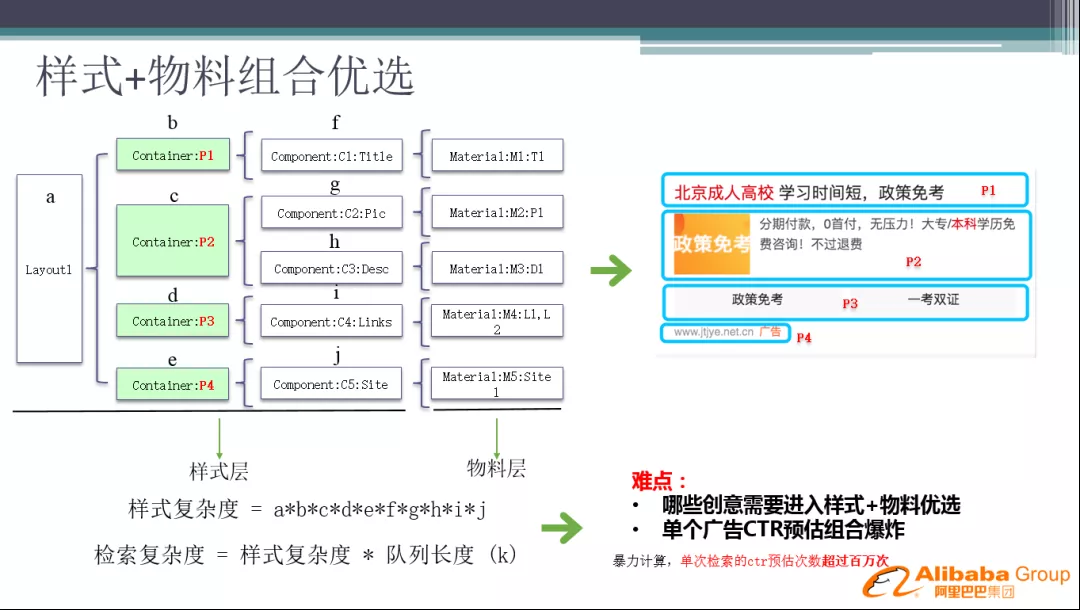 样式+物料组合优选
b
f
Container:P1
Component:C1:Title
Material:M1:T1
a
c
g
Component:C2:Pic
Material:M2:P1
Container:P2
h
Layout1
Component:C3:Desc
Material:M3:D1
d
i
Container:P3
Component:C4:Links
Material:M4:L1,L
2
e
j
Container:P4
Component:C5:Site
Material:M5:Site
1
北京成人高校 学习时间短，政策免考
P1
政策免考
分期付款，0首付，无压力！大专/本科学历免
费咨询！不过退费
P2
政策免考
P3
一考双证
www.jtjye.net.cn 广告
P4
样式层
物料层
样式复杂度 = a*b*c*d*e*f*g*h*i*j
检索复杂度 = 样式复杂度 * 队列长度 (k)
难点：
• 哪些创意需要进入样式+物料优选
• 单个广告CTR预估组合爆炸
暴力计算，单次检索的ctr预估次数超过百万次
Alibaba Group
阿里巴巴集团